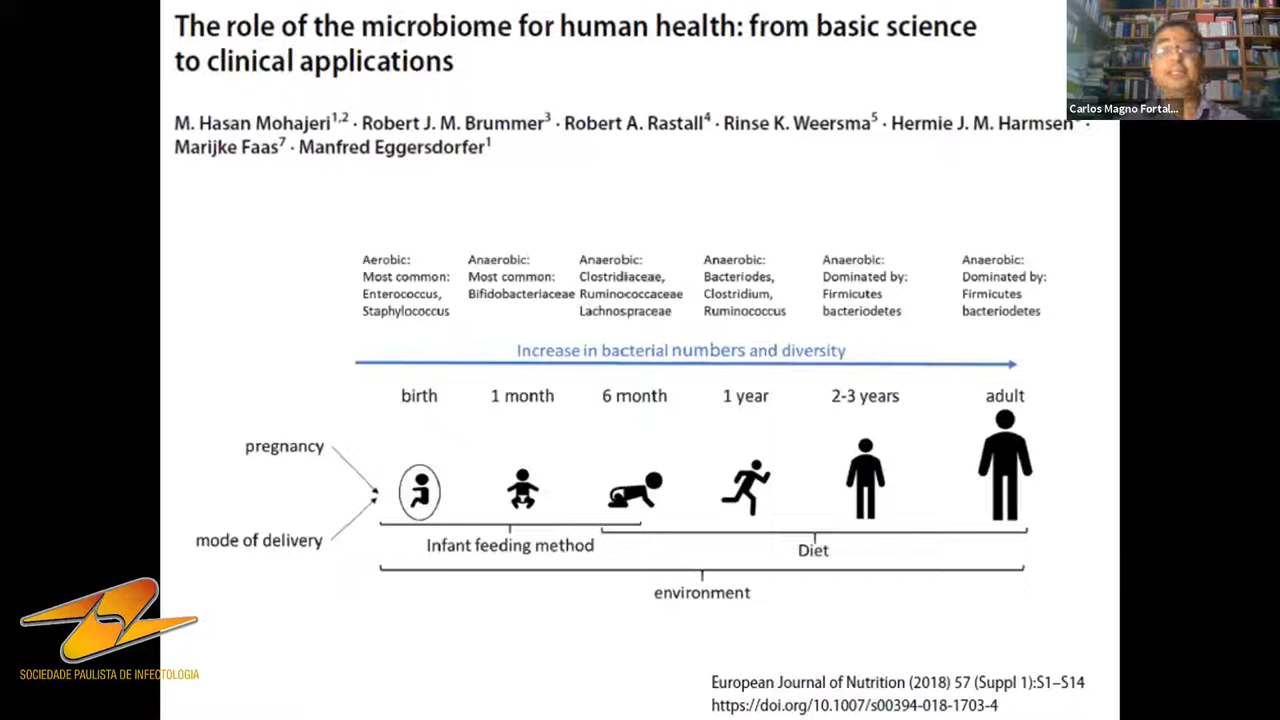 The role of the microbiome for human health: from basic science
to clinical applications
Carlos Magno Fortal...
M. Hasan Mohajeri1,2 · Robert J. M. Brummer3 · Robert A. Rastall4 · Rinse K. Weersma5 · Hermie J. M. Harmsen ·
Marijke Faas7 · Manfred Eggersdorfer1
Aerobic:
Most common:
Enterococcus,
Staphylococcus
Anaerobic:
Most common:
Bifidobacteriaceae
Anaerobic:
Clostridiaceae,
Ruminococcaceae
Lachnospraceae
Anaerobic:
Bacteriodes,
Clostridium,
Ruminococcus
Anaerobic:
Dominated by:
Firmicutes
bacteriodetes
Anaerobic:
Dominated by:
Firmicutes
bacteriodetes
Increase in bacterial numbers and diversity
birth
1 month
6 month
1 year
2-3 years
adult
pregnancy
mode of delivery
Infant feeding method
Diet
environment
SOCIEDADE PAULISTA DE INFECTOLOGIA
European Journal of Nutrition (2018) 57 (Suppl 1):S1–S14
https://doi.org/10.1007/s00394-018-1703-4